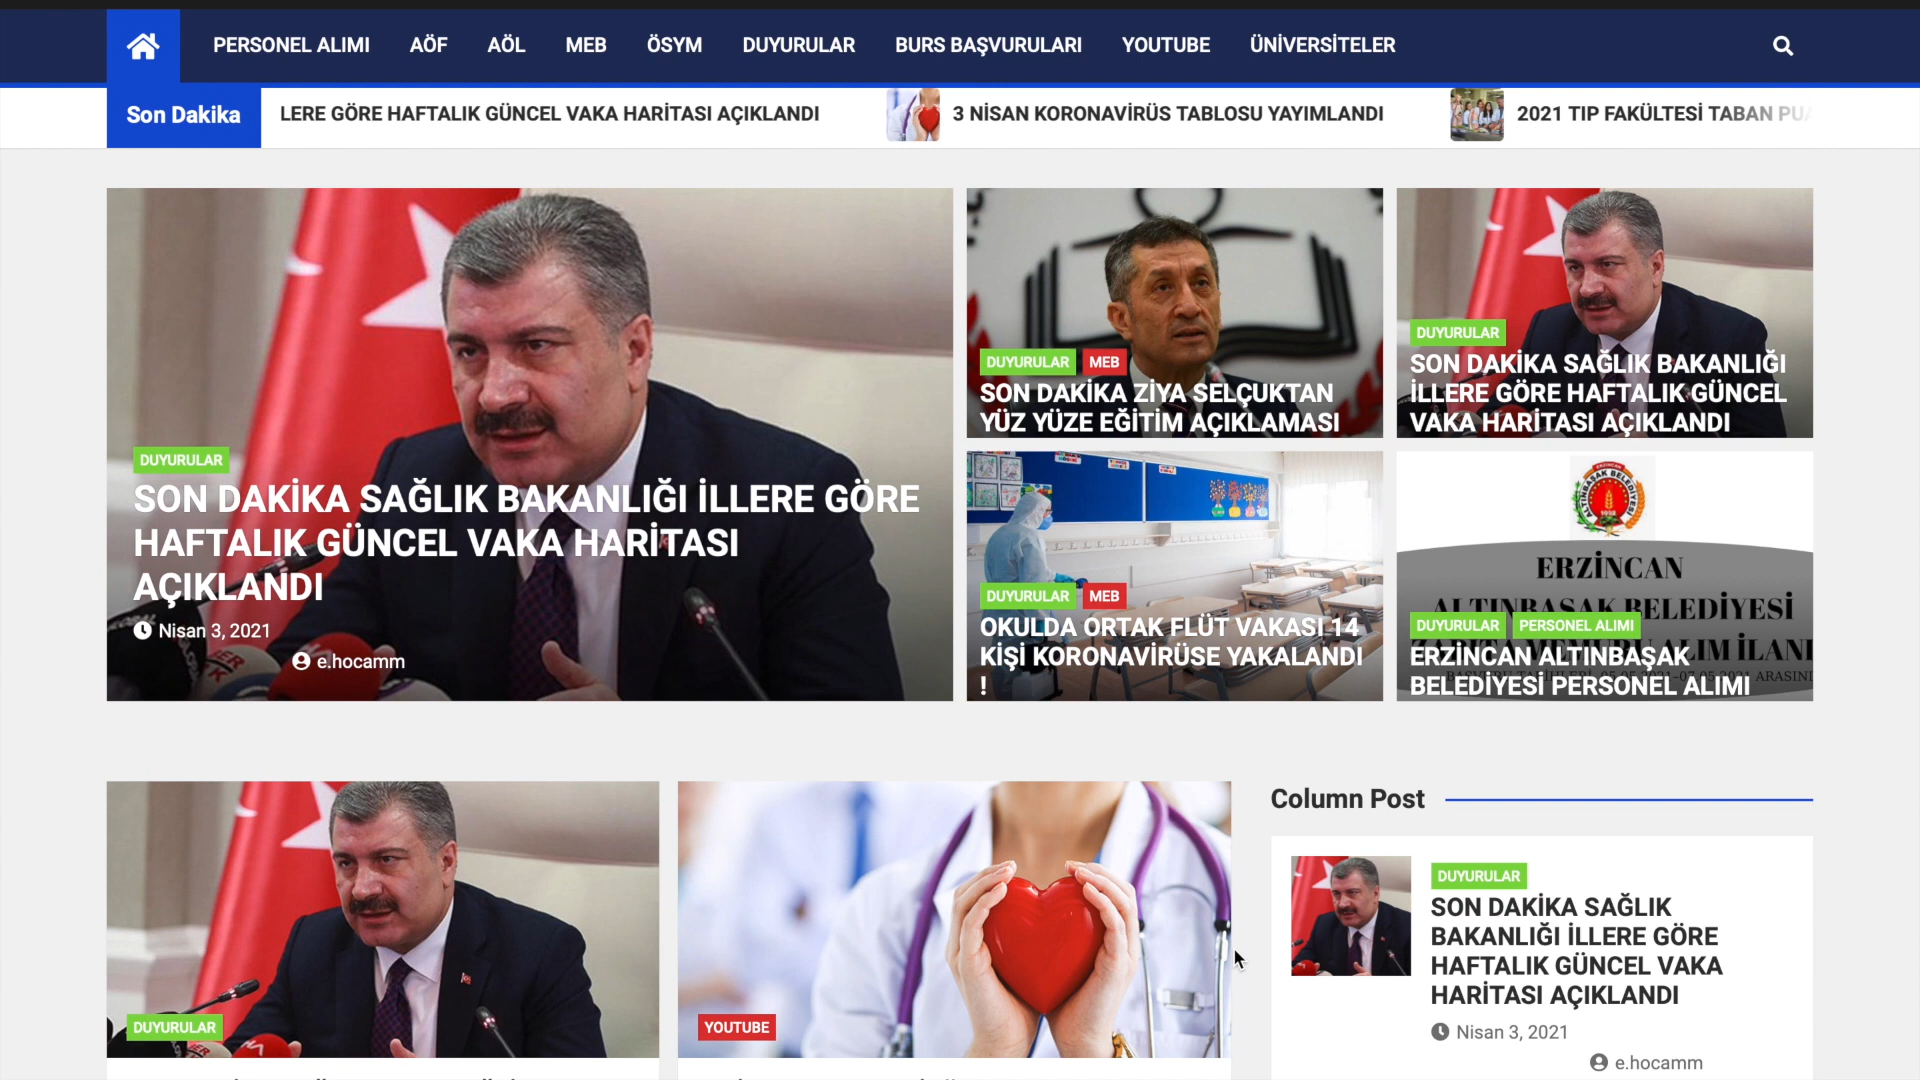 PERSONEL ALIMI AÖF AÖL MEB ÖSYM DUYURULAR BURS BAŞVURULARI YOUTUBE ÜNİVERSİTELER
Son Dakika
LERE GÖRE HAFTALIK GÜNCEL VAKA HARİTASI AÇIKLANDI
3 NİSAN KORONAVİRÜS TABLOSU YAYIMLANDI
2021 TIP FAKÜLTESİ TABAN
DUYURULAR
SON DAKİKA SAĞLIK BAKANLIĞI İLLERE GÖRE
HAFTALIK GÜNCEL VAKA HARİTASI
AÇIKLANDI
Nisan 3, 2021
e.hocamm
DUYURULAR MEB
SON DAKİKA ZİYA SELÇUKTAN
YÜZ YÜZE EĞİTİM AÇIKLAMASI
DUYURULAR
SON DAKİKA SAĞLIK BAKANLIĞI
İLLERE GÖRE HAFTALIK GÜNCEL
VAKA HARİTASI AÇIKLANDI
DUYURULAR MEB
OKULDA ORTAK FLÜT VAKASI 14
KİŞİ KORONAVİRÜSE YAKALANDI
!
ERZİNCAN
ALTINBAŞAK BELEDİYESİ
ALIM İLANI
DUYURULAR PERSONEL ALIMI
ERZİNCAN ALTINBAŞAK
BELEDİYESİ PERSONEL ALIMI
DUYURULAR
YOUTUBE
Column Post
DUYURULAR
SON DAKİKA SAĞLIK
BAKANLIĞI İLLERE GÖRE
HAFTALIK GÜNCEL VAKA
HARİTASI AÇIKLANDI
Nisan 3, 2021
e.hocamm